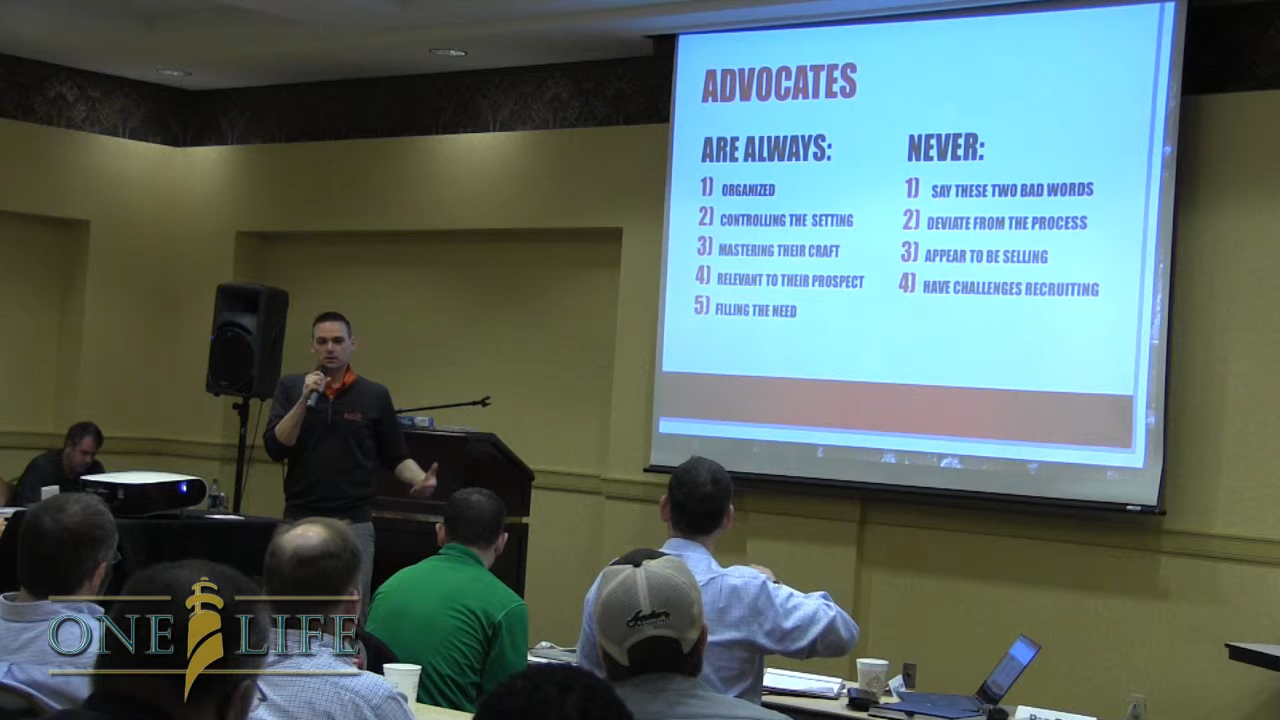 ADVOCATES
ARE ALWAYS:
1) ORGANIZED
2) CONTROLLING THE SETTING
3) MASTERING THEIR CRAFT
4) RELEVANT TO THEIR PROSPECT
5) FILLING THE NEED
NEVER:
1) SAY THESE TWO BAD WORDS
2) DEVIATE FROM THE PROCESS
3) APPEAR TO BE SELLING
4) HAVE CHALLENGES RECRUITING
ONE LIFE